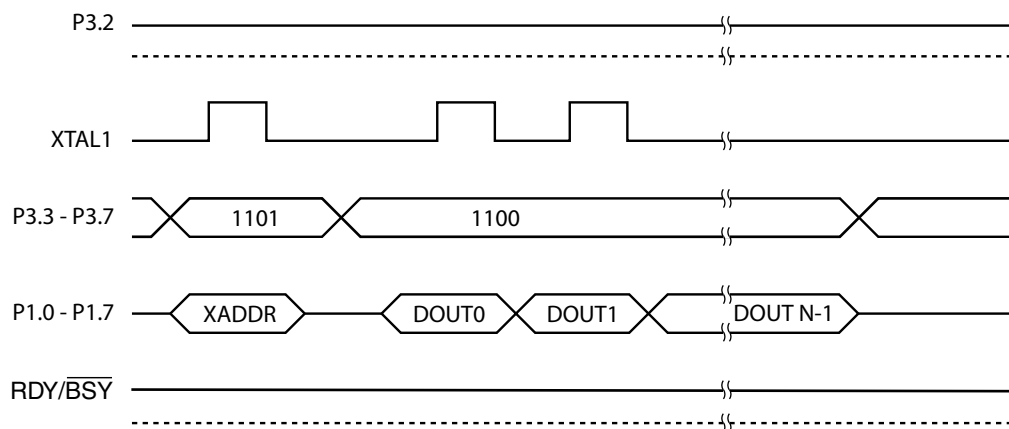 P3.2
XTAL1
P3.3 - P3.7 1101 1100
P1.0 - P1.7 XADDR DOUT0 DOUT1 DOUT N-1
RDY/BSY